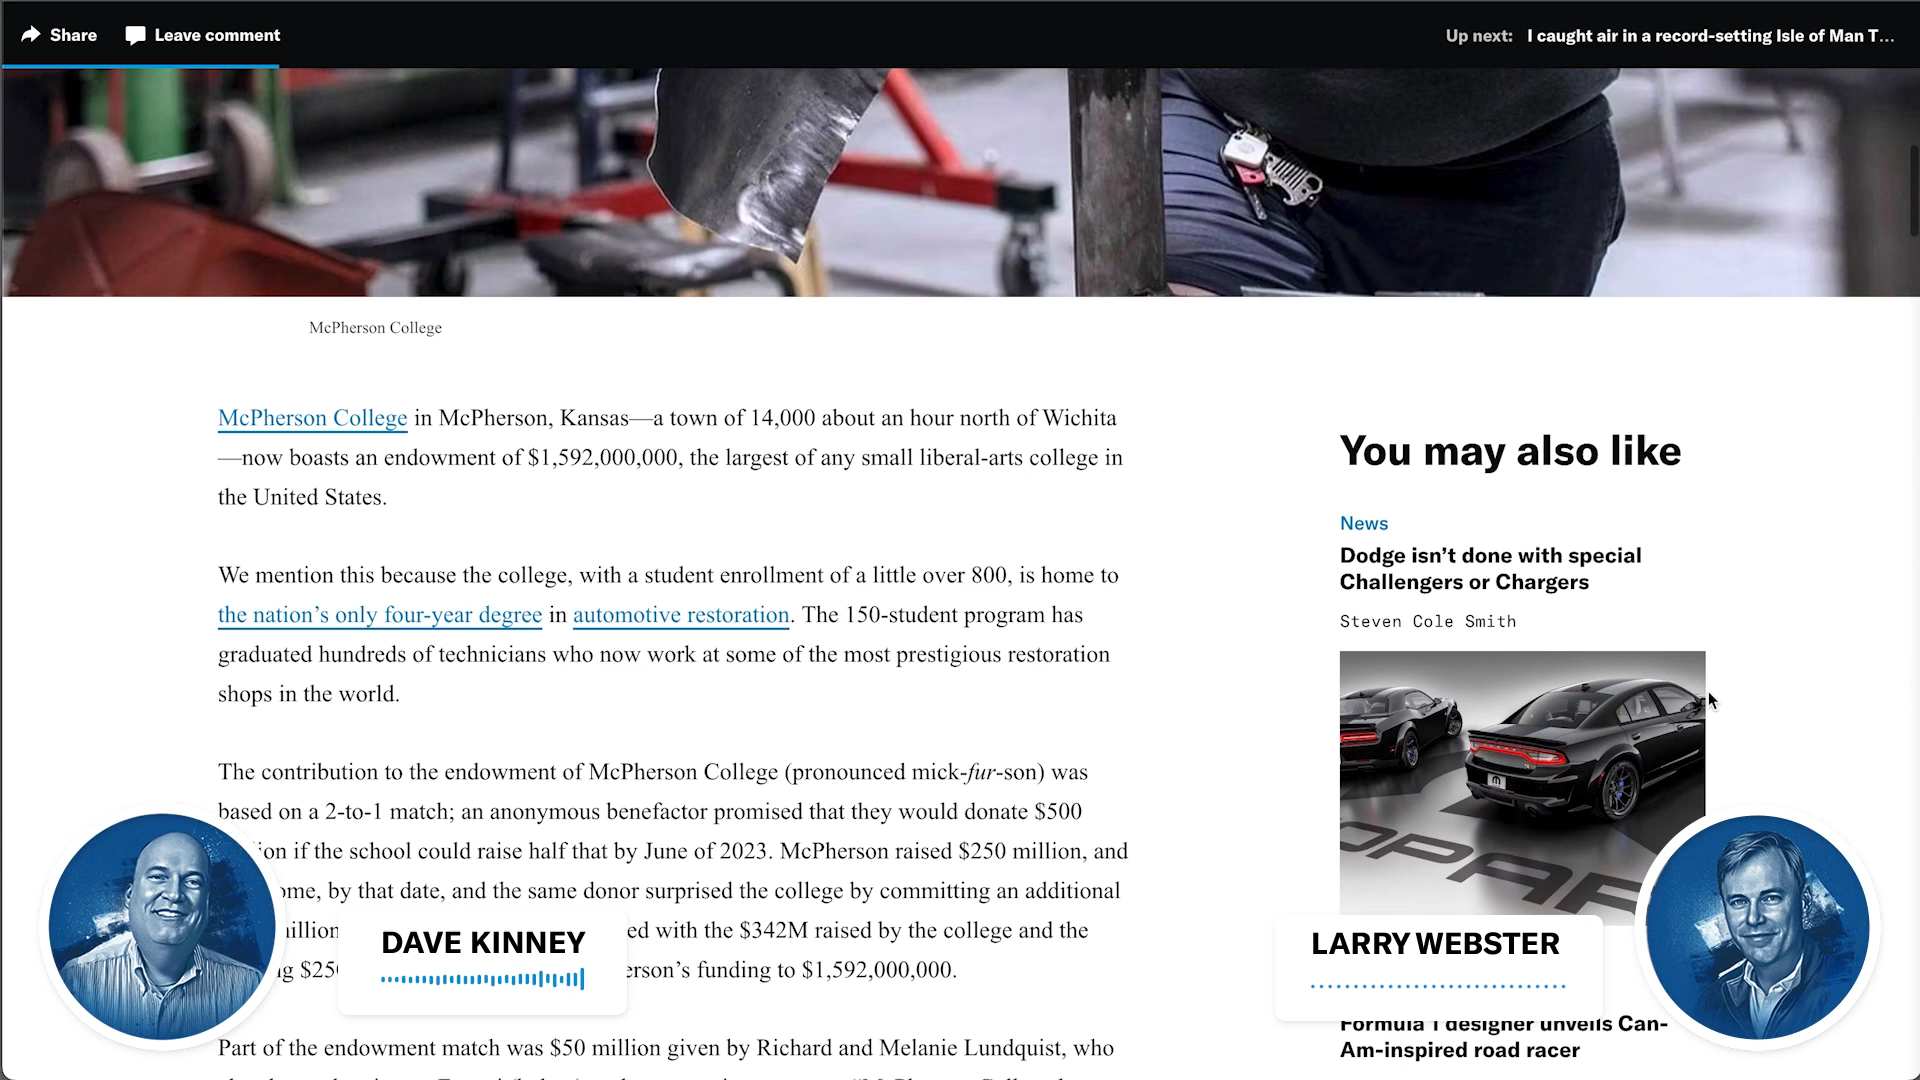 Share
Leave comment
Up next: I caught air in a record-setting Isle of Man T...
McPherson College
McPherson College in McPherson, Kansas—a town of 14,000 about an hour north of Wichita
—now boasts an endowment of $1,592,000,000, the largest of any small liberal-arts college in
the United States.
We mention this because the college, with a student enrollment of a little over 800, is home to
the nation’s only four-year degree in automotive restoration. The 150-student program has
graduated hundreds of technicians who now work at some of the most prestigious restoration
shops in the world.
The contribution to the endowment of McPherson College (pronounced mick-fur-son) was
based on a 2-to-1 match; an anonymous benefactor promised that they would donate $500
if the school could raise half that by June of 2023. McPherson raised $250 million, and
by that date, and the same donor surprised the college by committing an additional
with the $342M raised by the college and the
funding to $1,592,000,000.
Part of the endowment match was $50 million given by Richard and Melanie Lundquist, who
You may also like
News
Dodge isn’t done with special
Challengers or Chargers
Steven Cole Smith
OPAR
Formula 1 designer unveils Can-
Am-inspired road racer
DAVE KINNEY
LARRY WEBSTER